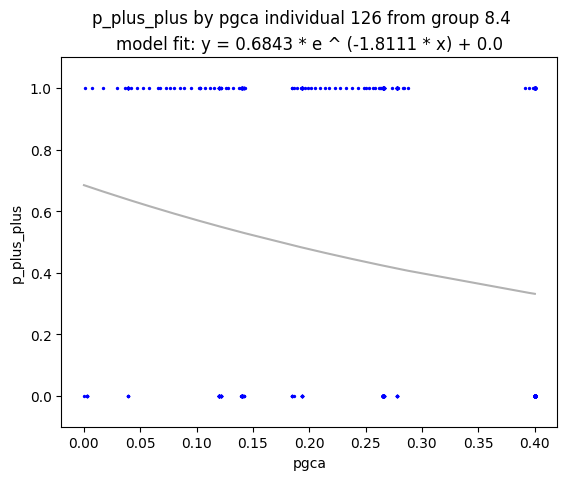 p_plus_plus by pgca individual 126 from group 8.4
model fit: y = 0.6843 * e ^ (-1.8111 * x) + 0.0
1.0
0.8
0.6
0.4
0.2
0.0
p_plus_plus
0.00 0.05 0.10 0.15 0.20 0.25 0.30 0.35 0.40
pgca